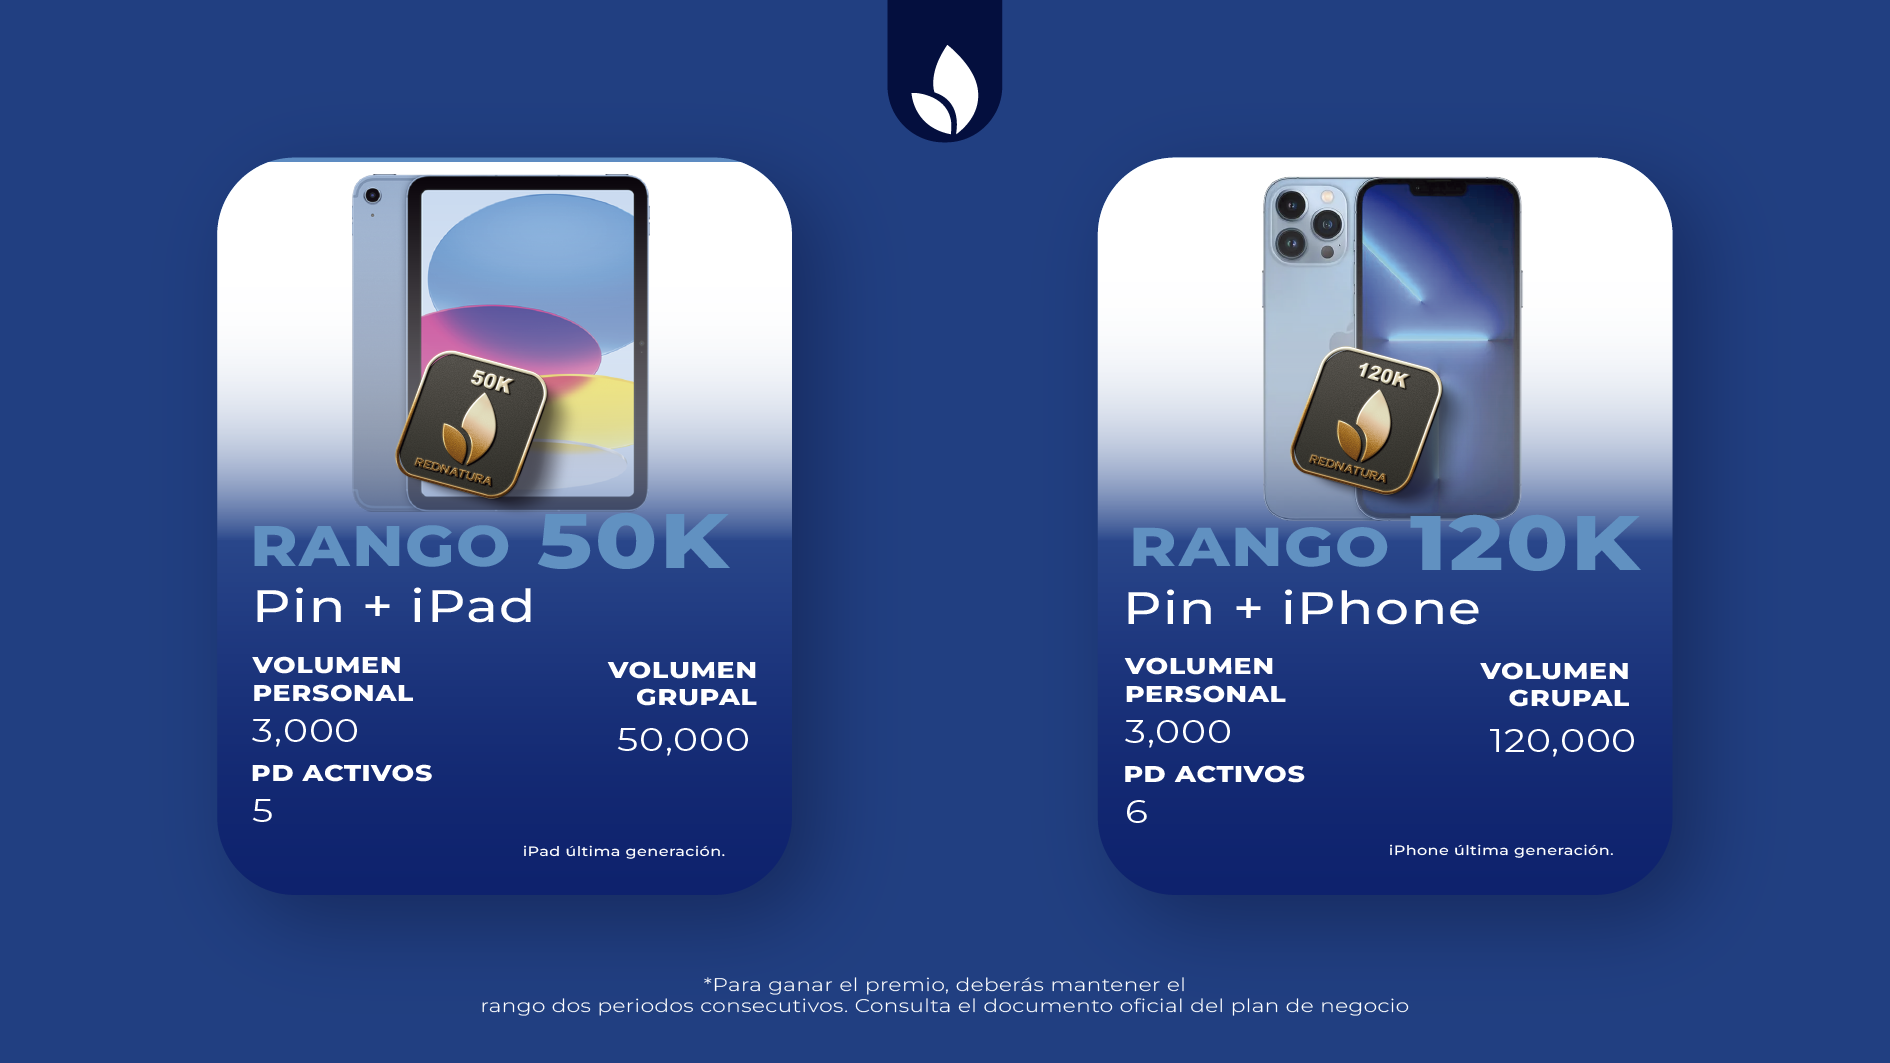 50K
REDNATURA
RANGO 50K
Pin + iPad
VOLUMEN
PERSONAL
3,000
PD ACTIVOS
5
VOLUMEN
GRUPAL
50,000
iPad última generación.
120K
REDNATURA
RANGO 120K
Pin + iPhone
VOLUMEN
PERSONAL
3,000
PD ACTIVOS
6
VOLUMEN
GRUPAL
120,000
iPhone última generación.
*Para ganar el premio, deberás mantener el
rango dos periodos consecutivos. Consulta el documento oficial del plan de negocio